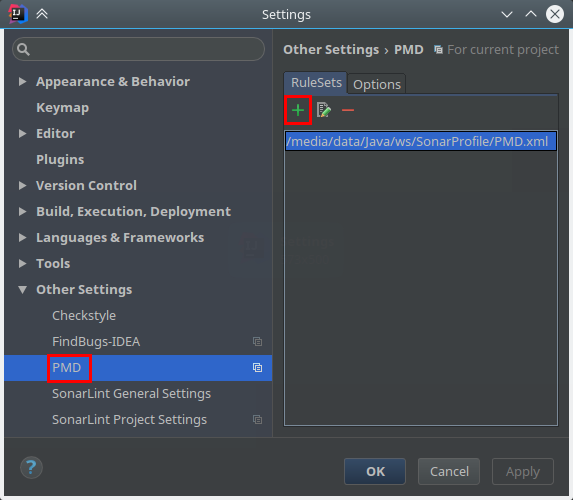 Settings
Other Settings › PMD For current project
Appearance & Behavior
Keymap
Editor
Plugins
Version Control
Build, Execution, Deployment
Languages & Frameworks
Tools
Other Settings
Checkstyle
FindBugs-IDEA
PMD
SonarLint General Settings
SonarLint Project Settings
RuleSets Options
/media/data/Java/ws/SonarProfile/PMD.xml
?
OK Cancel Apply